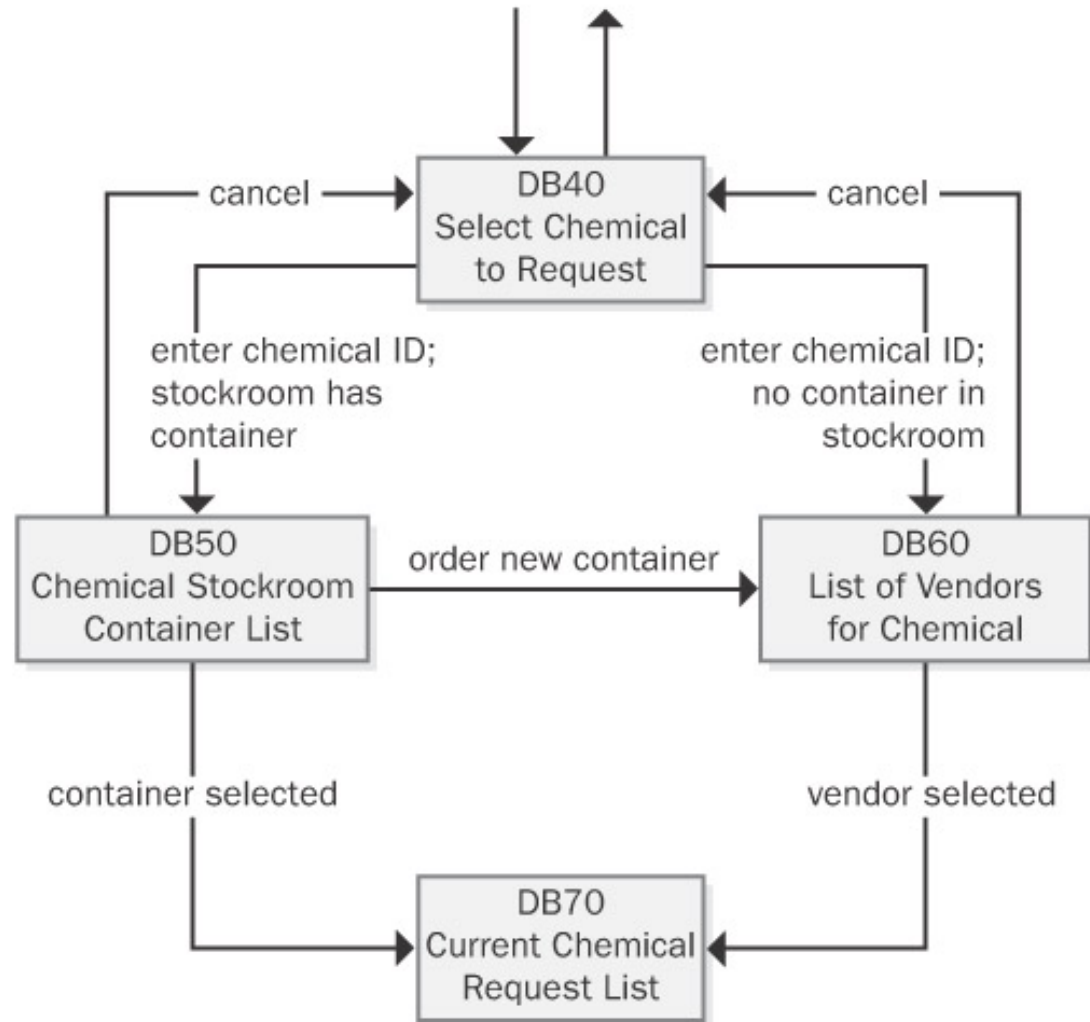 DB40
Select Chemical
to Request
cancel
cancel
enter chemical ID;
stockroom has
container
enter chemical ID;
no container in
stockroom
DB50
Chemical Stockroom
Container List
order new container
DB60
List of Vendors
for Chemical
container selected
vendor selected
DB70
Current Chemical
Request List